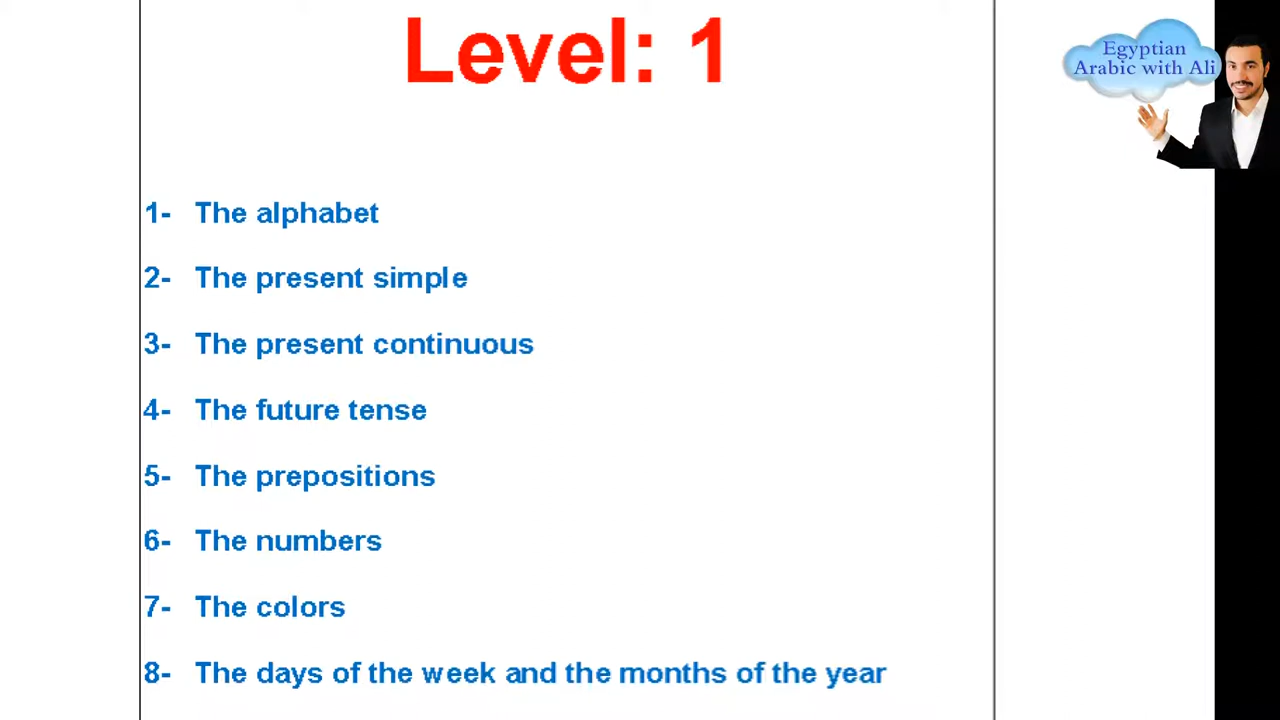 Level: 1
Egyptian
Arabic with Ali
1- The alphabet
2- The present simple
3- The present continuous
4- The future tense
5- The prepositions
6- The numbers
7- The colors
8- The days of the week and the months of the year